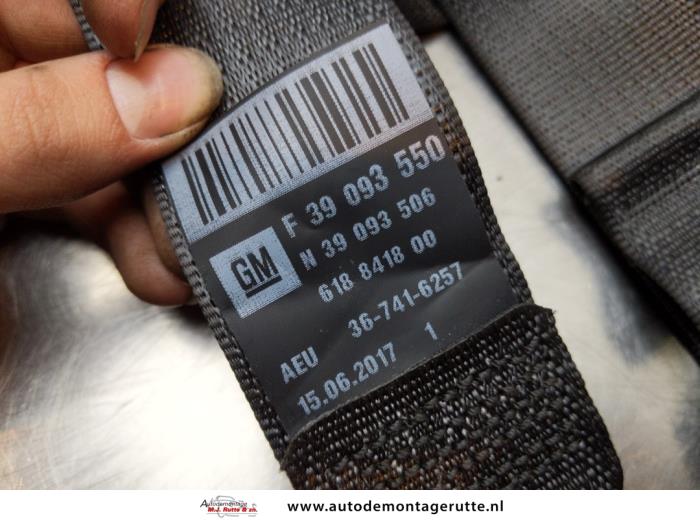 F 39 093 550
GM
N 39 093 506
618 8418 00
36-741-6257
AEU
15.06.2017 1
Autodemontage
M.J. Rutte & zn.
www.autodemontagerutte.nl